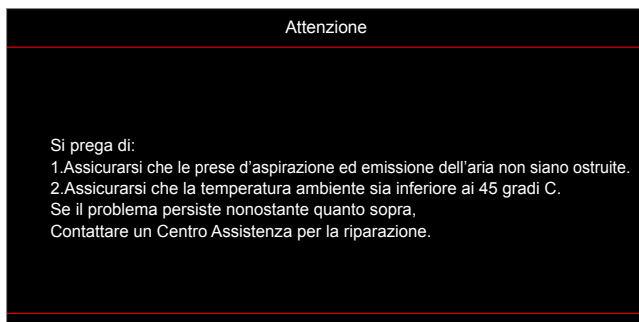 Attenzione
Si prega di:
1.Assicurarsi che le prese d’aspirazione ed emissione dell’aria non siano ostruite.
2.Assicurarsi che la temperatura ambiente sia inferiore ai 45 gradi C.
Se il problema persiste nonostante quanto sopra,
Contattare un Centro Assistenza per la riparazione.